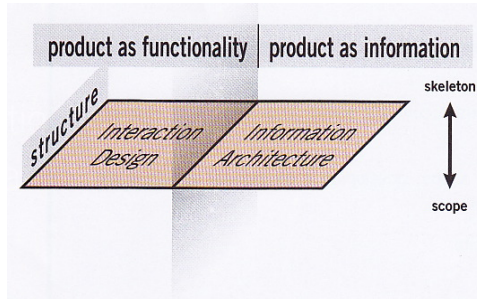 product as functionality
product as information
skeleton
structure
Interaction
Design
Information
Architecture
scope